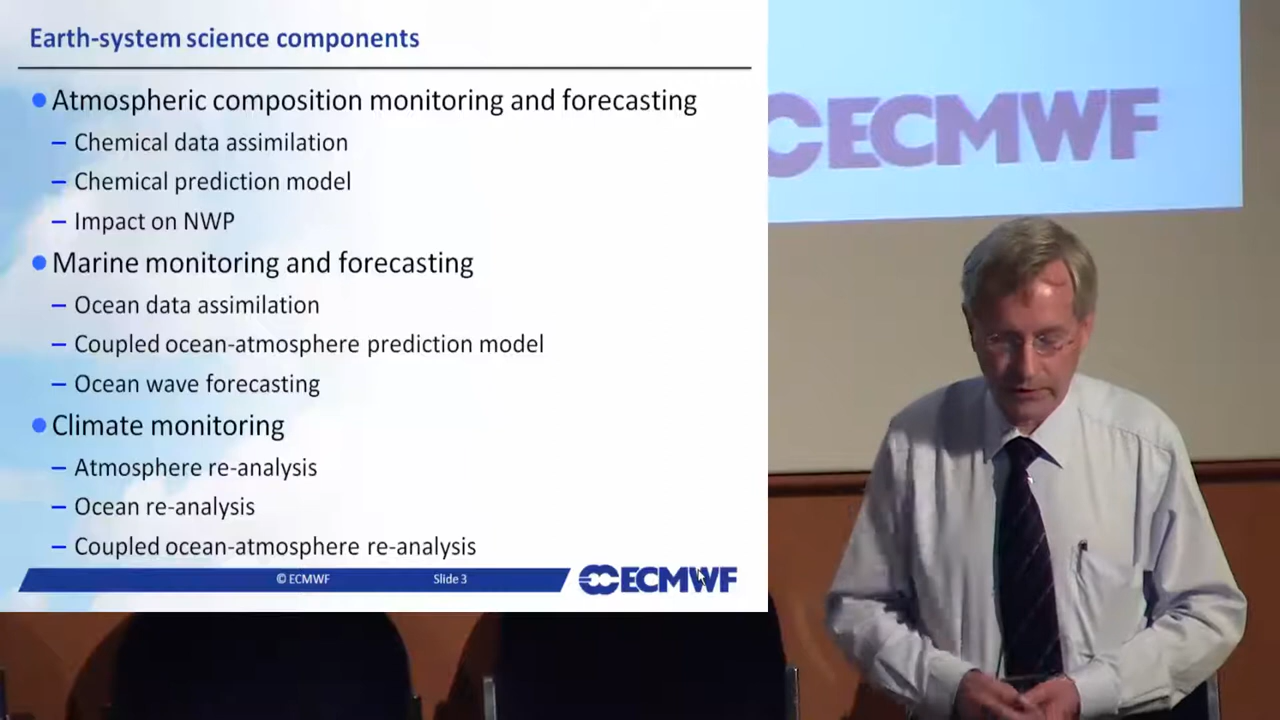 Earth-system science components
Atmospheric composition monitoring and forecasting
– Chemical data assimilation
– Chemical prediction model
– Impact on NWP
Marine monitoring and forecasting
– Ocean data assimilation
– Coupled ocean-atmosphere prediction model
– Ocean wave forecasting
Climate monitoring
– Atmosphere re-analysis
– Ocean re-analysis
– Coupled ocean-atmosphere re-analysis
© ECMWF Slide 3 ECMWF
ECMWF